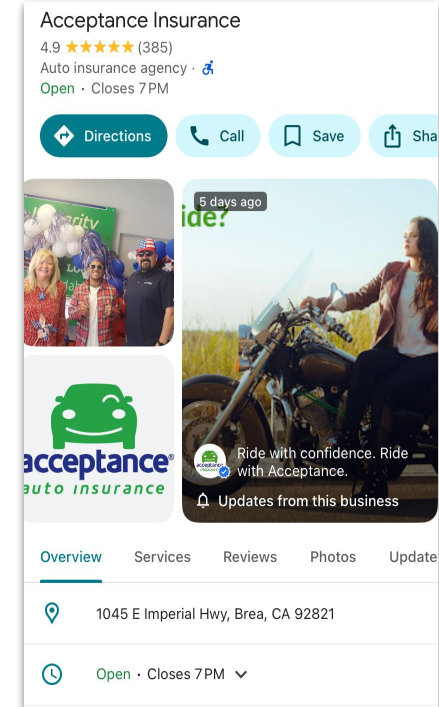 Acceptance Insurance
4.9 ★★★★★ (385)
Auto insurance agency ·
Open · Closes 7 PM
Directions
Call
Save
Sha
5 days ago
ide?
acceptance®
auto insurance
acceptance
Ride with confidence. Ride
with Acceptance.
Updates from this business
Overview
Services
Reviews
Photos
Update
1045 E Imperial Hwy, Brea, CA 92821
Open · Closes 7 PM